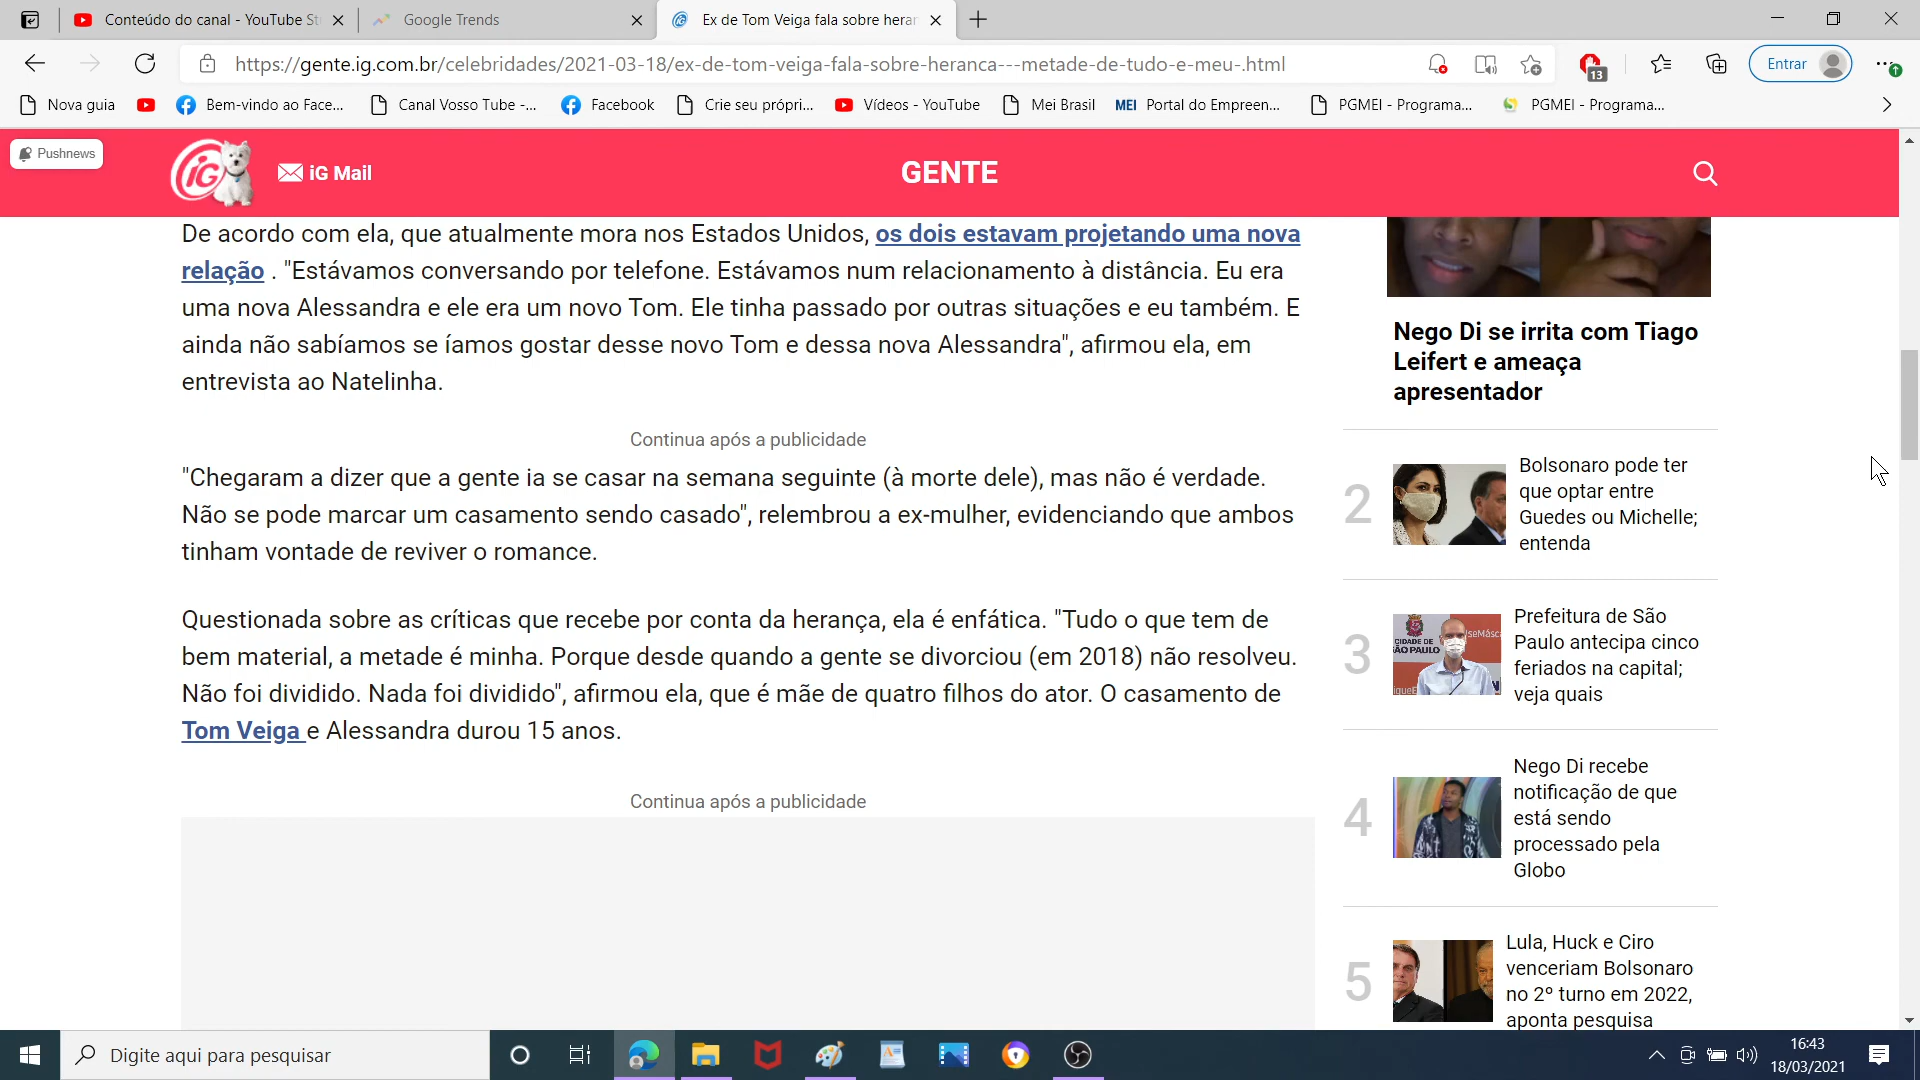 Conteúdo do canal - YouTube St
Google Trends
Ex de Tom Veiga fala sobre heran
https://gente.ig.com.br/celebridades/2021-03-18/ex-de-tom-veiga-fala-sobre-heranca---metade-de-tudo-e-meu-.html
13
Entrar
Nova guia
Bem-vindo ao Face...
Canal Vosso Tube -...
Facebook
Crie seu própri...
Vídeos - YouTube
Mei Brasil
MEI Portal do Empreen...
PGMEI - Programa...
PGMEI - Programa...
Pushnews
iG
iG Mail
GENTE
De acordo com ela, que atualmente mora nos Estados Unidos, os dois estavam projetando uma nova
relação . "Estávamos conversando por telefone. Estávamos num relacionamento à distância. Eu era
uma nova Alessandra e ele era um novo Tom. Ele tinha passado por outras situações e eu também. E
ainda não sabíamos se íamos gostar desse novo Tom e dessa nova Alessandra", afirmou ela, em
entrevista ao Natelinha.
Continua após a publicidade
"Chegaram a dizer que a gente ia se casar na semana seguinte (à morte dele), mas não é verdade.
Não se pode marcar um casamento sendo casado", relembrou a ex-mulher, evidenciando que ambos
tinham vontade de reviver o romance.
Questionada sobre as críticas que recebe por conta da herança, ela é enfática. "Tudo o que tem de
bem material, a metade é minha. Porque desde quando a gente se divorciou (em 2018) não resolveu.
Não foi dividido. Nada foi dividido", afirmou ela, que é mãe de quatro filhos do ator. O casamento de
Tom Veiga e Alessandra durou 15 anos.
Continua após a publicidade
Nego Di se irrita com Tiago
Leifert e ameaça
apresentador
2
Bolsonaro pode ter
que optar entre
Guedes ou Michelle;
entenda
3
CIDADE DE
SÃO PAULO
Prefeitura de São
Paulo antecipa cinco
feriados na capital;
veja quais
4
Nego Di recebe
notificação de que
está sendo
processado pela
Globo
5
Lula, Huck e Ciro
venceriam Bolsonaro
no 2º turno em 2022,
aponta pesquisa
Digite aqui para pesquisar
16:43
18/03/2021